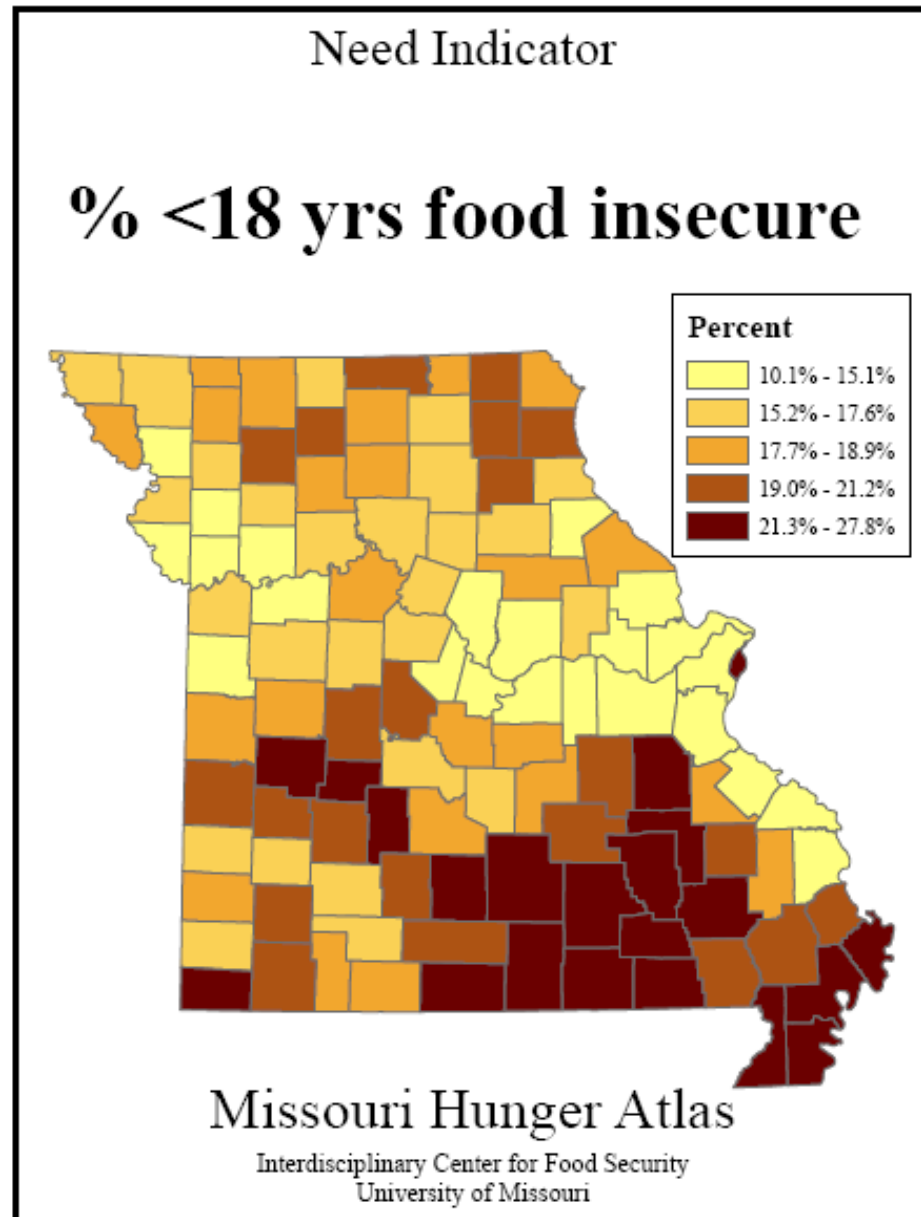 Need Indicator
% <18 yrs food insecure
Percent
10.1% - 15.1%
15.2% - 17.6%
17.7% - 18.9%
19.0% - 21.2%
21.3% - 27.8%
Missouri Hunger Atlas
Interdisciplinary Center for Food Security
University of Missouri